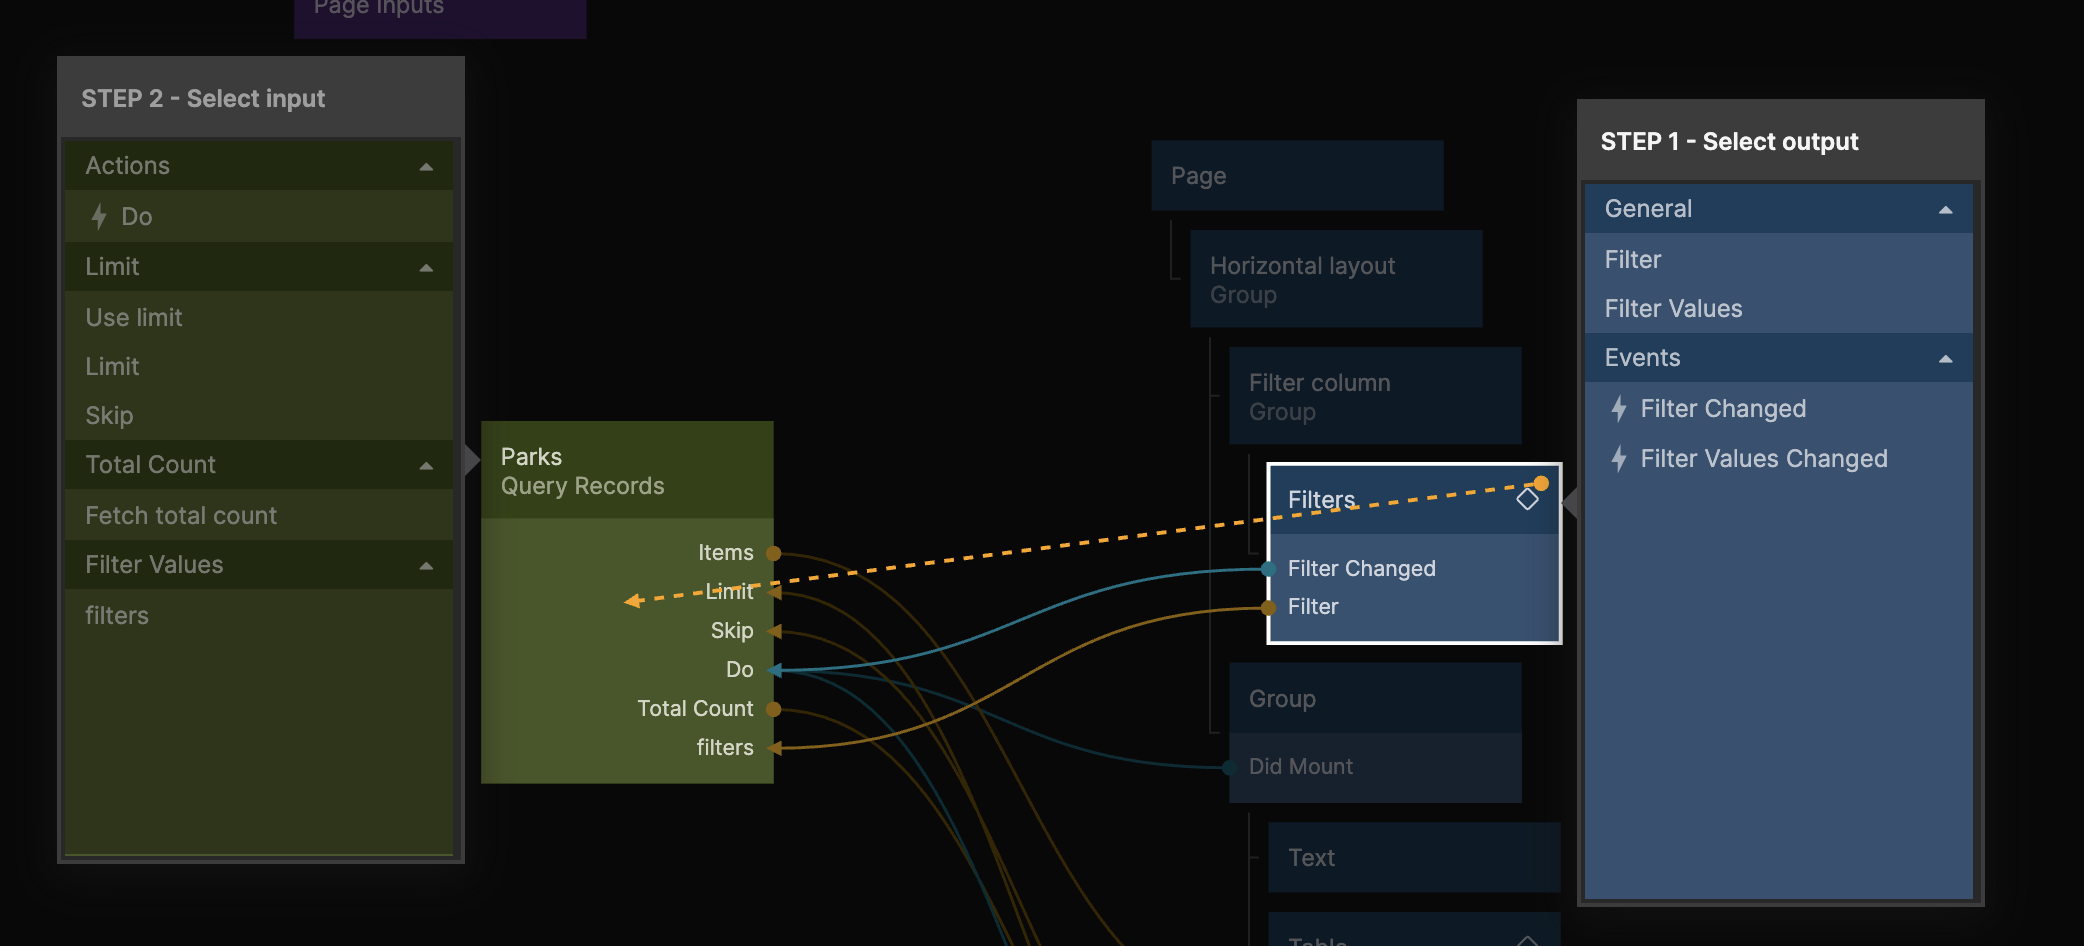 Page Inputs
STEP 2 - Select input
Actions
Do
Limit
Use limit
Limit
Skip
Total Count
Fetch total count
Filter Values
filters
Parks
Query Records
Items
Limit
Skip
Do
Total Count
filters
Page
Horizontal layout
Group
Filter column
Group
Filters
Filter Changed
Filter
Group
Did Mount
Text
Table
STEP 1 - Select output
General
Filter
Filter Values
Events
Filter Changed
Filter Values Changed